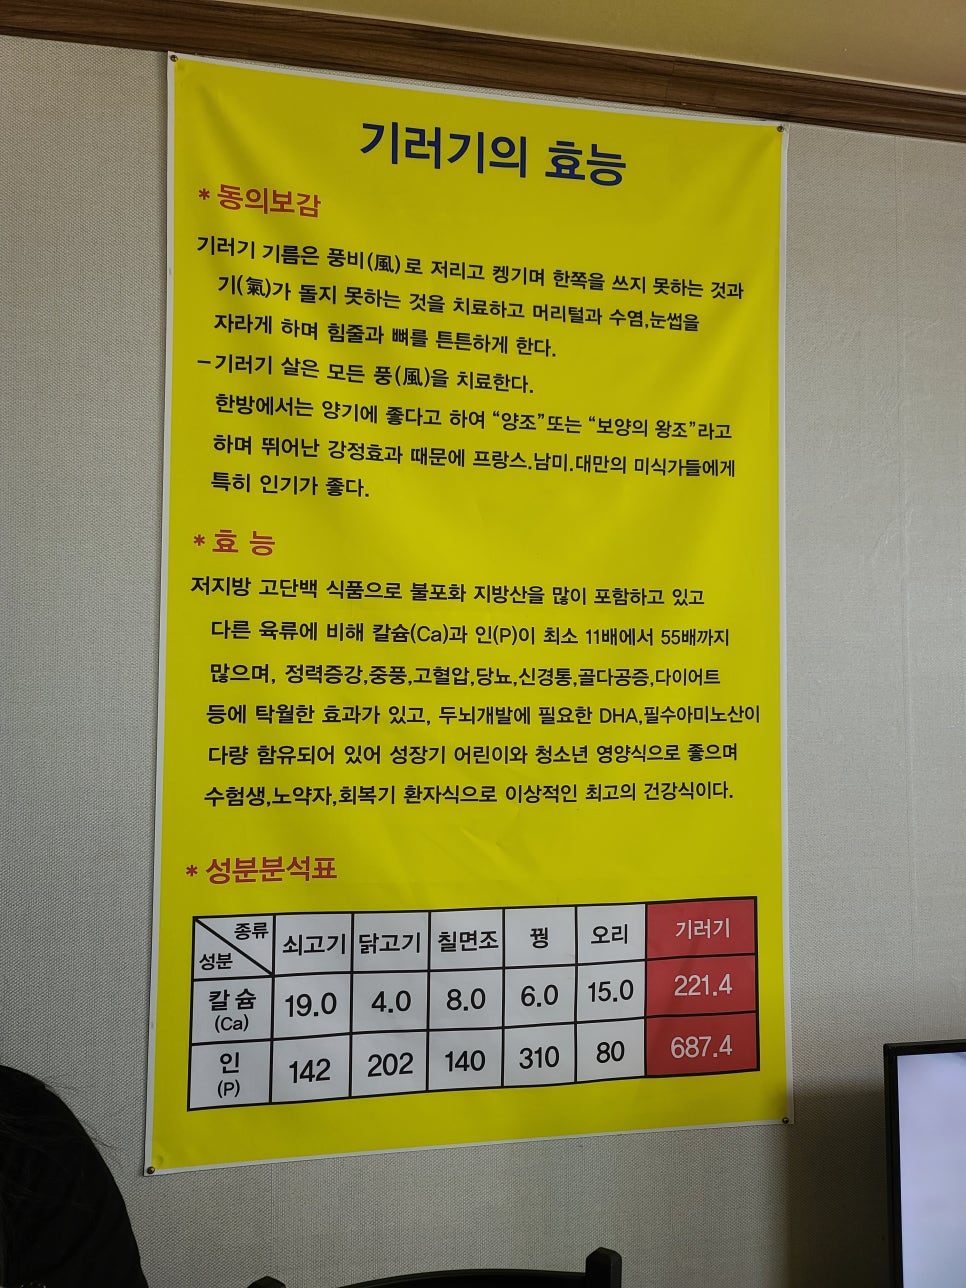 기러기의 효능
* 동의보감
기러기 기름은 풍비(風)로 저리고 켕기며 한쪽을 쓰지 못하는 것과
기(氣)가 돌지 못하는 것을 치료하고 머리털과 수염,눈썹을
자라게 하며 힘줄과 뼈를 튼튼하게 한다.
–기러기 살은 모든 풍(風)을 치료한다.
한방에서는 양기에 좋다고 하여 “양조”또는 “보양의 왕조”라고
하며 뛰어난 강정효과 때문에 프랑스.남미.대만의 미식가들에게
특히 인기가 좋다.
* 효 능
저지방 고단백 식품으로 불포화 지방산을 많이 포함하고 있고
다른 육류에 비해 칼슘(Ca)과 인(P)이 최소 11배에서 55배까지
많으며, 정력증강,중풍,고혈압,당뇨,신경통,골다공증,다이어트
등에 탁월한 효과가 있고, 두뇌개발에 필요한 DHA,필수아미노산이
다량 함유되어 있어 성장기 어린이와 청소년 영양식으로 좋으며
수험생,노약자,회복기 환자식으로 이상적인 최고의 건강식이다.
* 성분분석표
종류
성분
쇠고기 닭고기 칠면조 꿩 오리 기러기
칼 슘 19.0 4.0 8.0 6.0 15.0 221.4
(Ca)
인 142 202 140 310 80 687.4
(P)